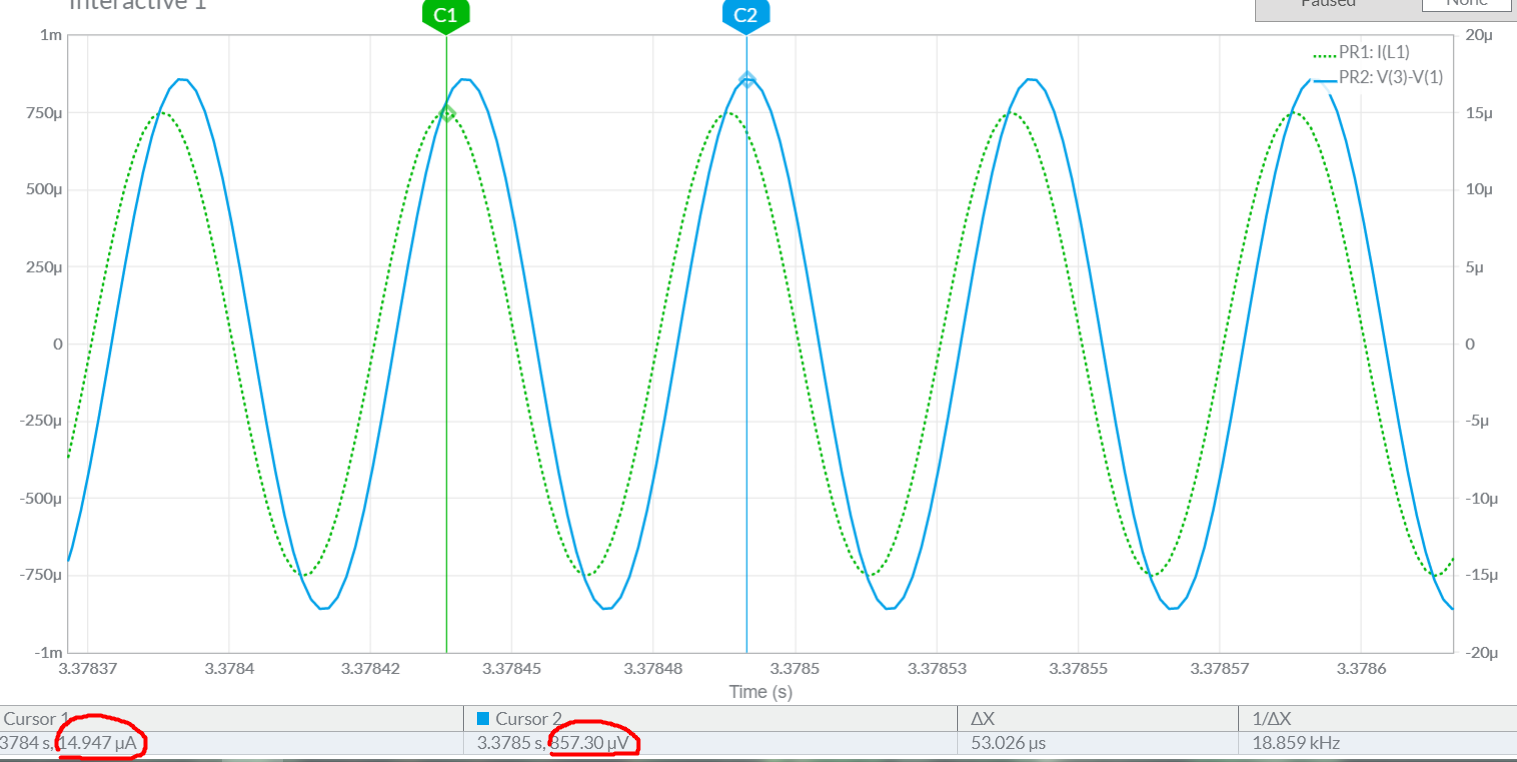 Interactive 1
Paused
None
C1
C2
1m
750µ
500µ
250µ
0
-250µ
-500µ
-750µ
-1m
20µ
15µ
10µ
5µ
0
-5µ
-10µ
-15µ
-20µ
PR1: I(L1)
PR2: V(3)-V(1)
3.37837 3.3784 3.37842 3.37845 3.37848 3.3785 3.37853 3.37855 3.37857 3.3786
Time (s)
Cursor 1 Cursor 2 ΔX 1/ΔX
3784 s, 14.947 µA 3.3785 s, 857.30 µV 53.026 µs 18.859 kHz